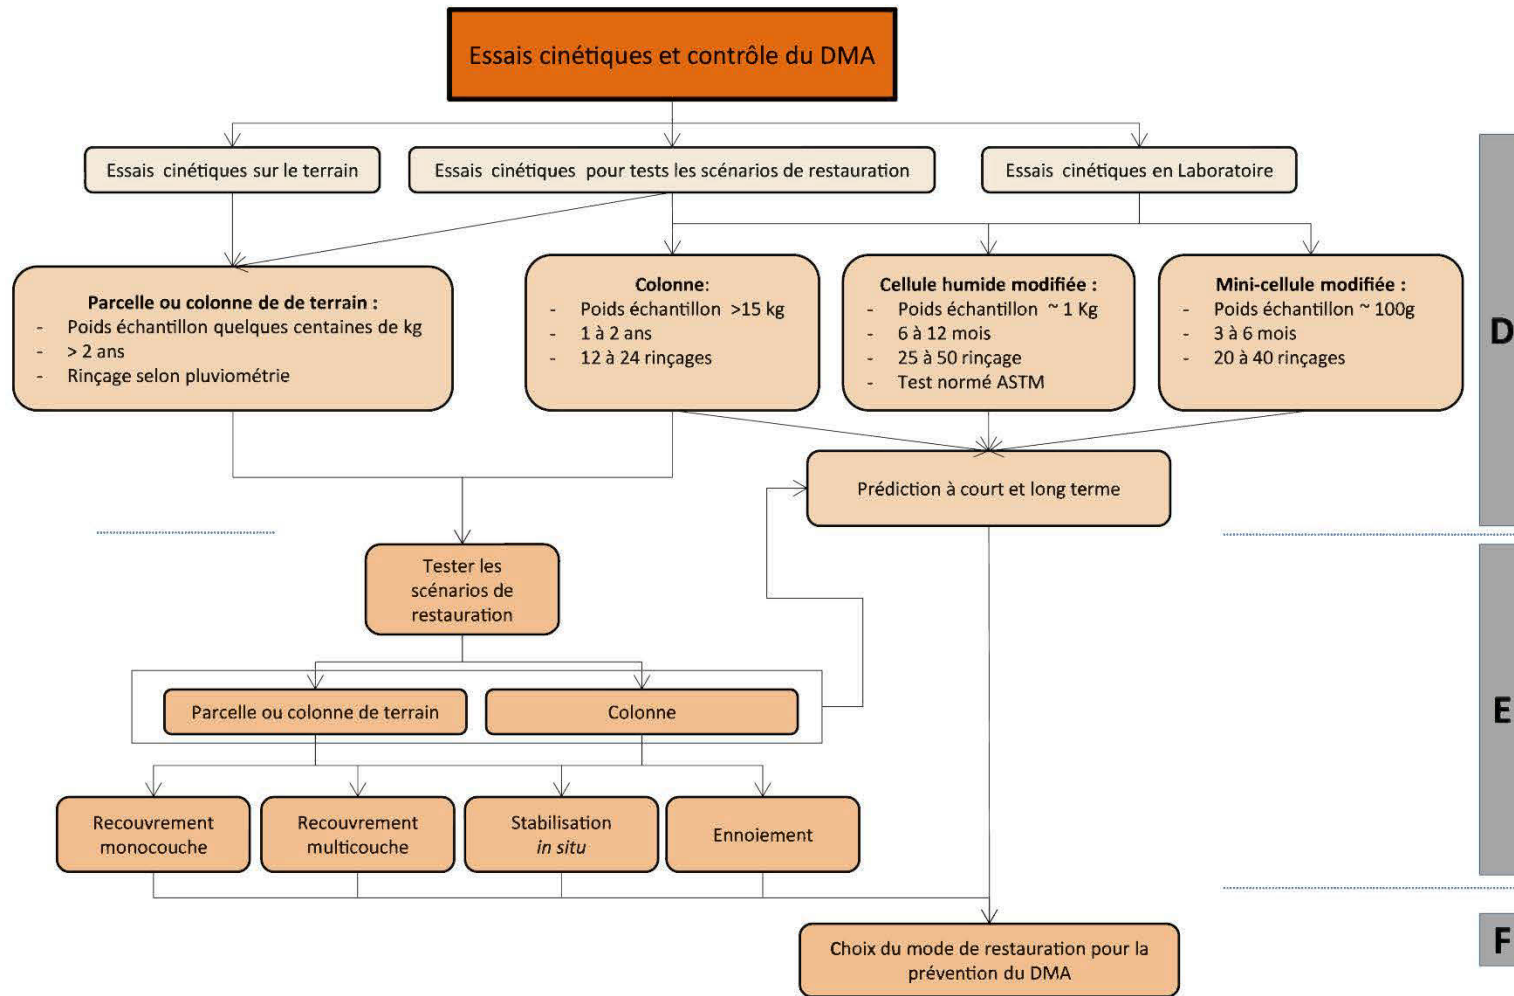 Essais cinétiques et contrôle du DMA
Essais cinétiques sur le terrain
Essais cinétiques pour tests les scénarios de restauration
Essais cinétiques en Laboratoire
Parcelle ou colonne de de terrain :
- Poids échantillon quelques centaines de kg
- > 2 ans
- Rinçage selon pluviométrie
Colonne:
- Poids échantillon >15 kg
- 1 à 2 ans
- 12 à 24 rinçages
Cellule humide modifiée :
- Poids échantillon ~ 1 Kg
- 6 à 12 mois
- 25 à 50 rinçage
- Test normé ASTM
Mini-cellule modifiée :
- Poids échantillon ~ 100g
- 3 à 6 mois
- 20 à 40 rinçages
D
Prédiction à court et long terme
Tester les
scénarios de
restauration
Parcelle ou colonne de terrain
Colonne
E
Recouvrement
monocouche
Recouvrement
multicouche
Stabilisation
in situ
Ennoiement
Choix du mode de restauration pour la
prévention du DMA
F